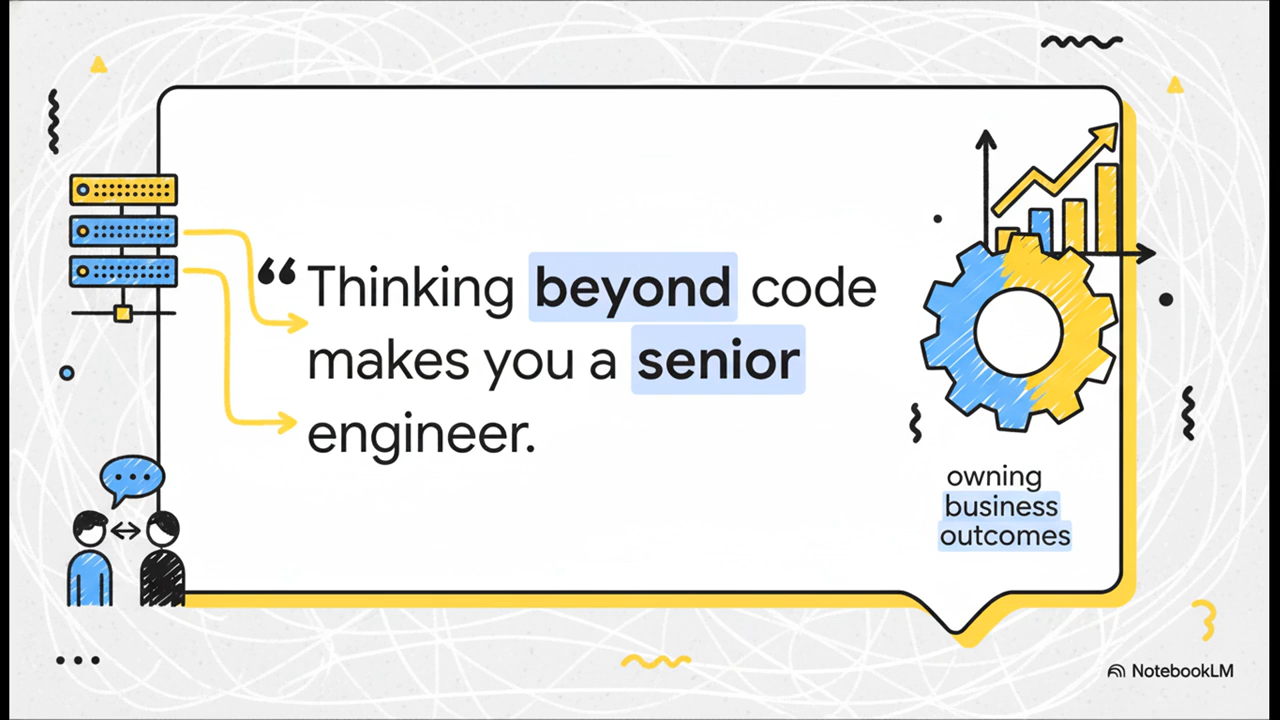 “Thinking beyond code
makes you a senior
engineer.
owning
business
outcomes
NotebookLM